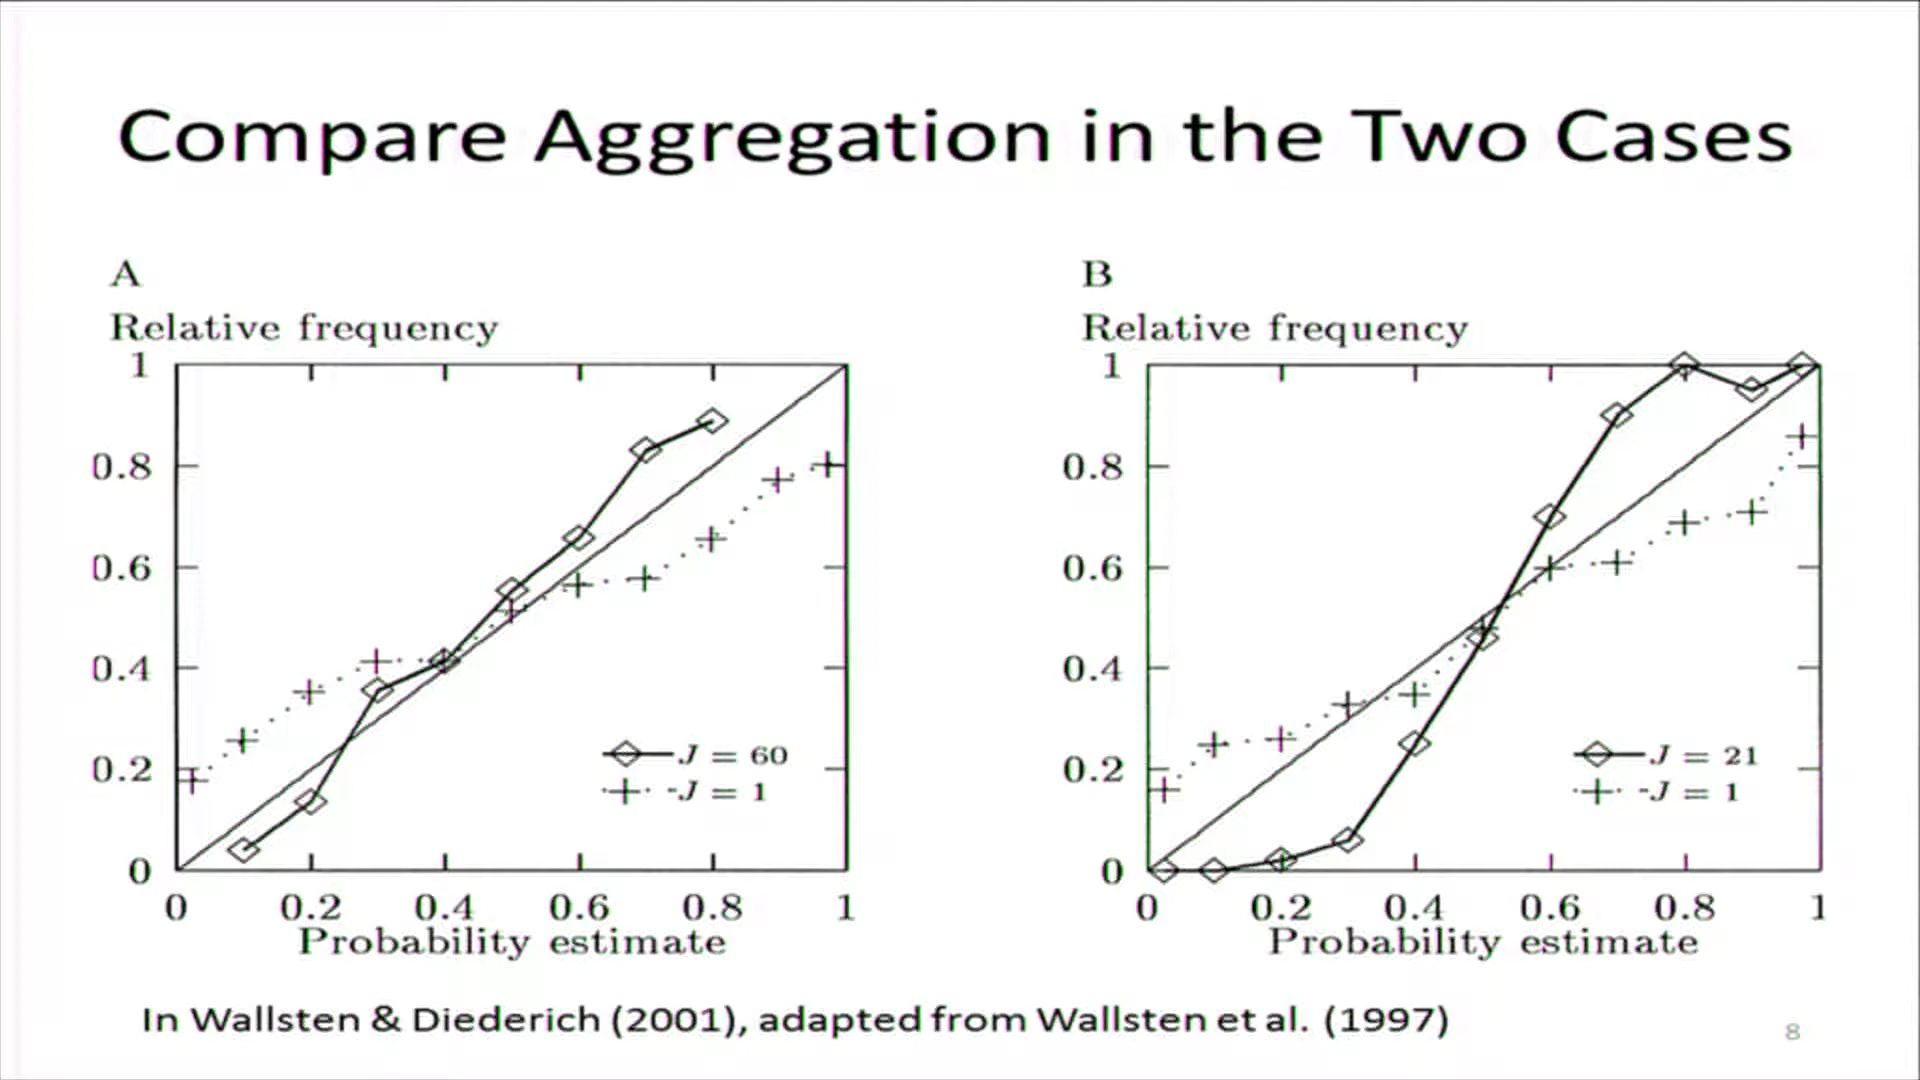 Compare Aggregation in the Two Cases
A
Relative frequency
1
0.8
0.6
0.4
0.2
0
0 0.2 0.4 0.6 0.8 1
Probability estimate
J = 60
J = 1
B
Relative frequency
1
0.8
0.6
0.4
0.2
0
0 0.2 0.4 0.6 0.8 1
Probability estimate
J = 21
J = 1
In Wallsten & Diederich (2001), adapted from Wallsten et al. (1997)
8